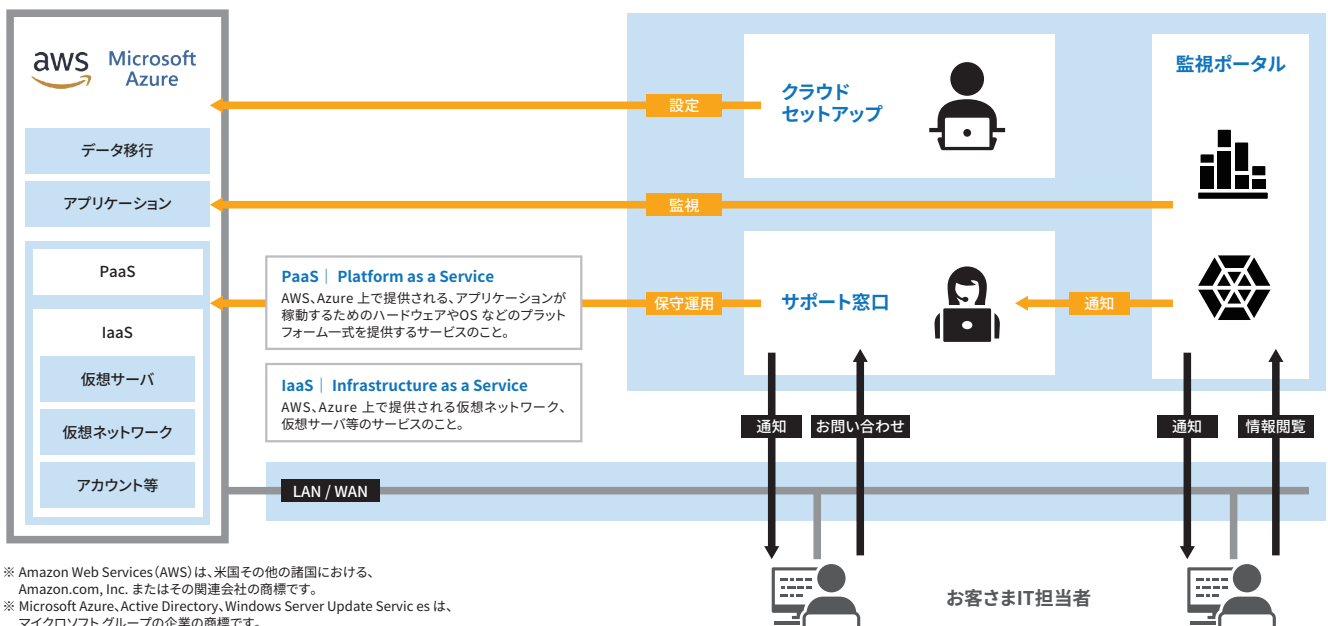 aws
Microsoft
Azure
データ移行
アプリケーション
PaaS
IaaS
仮想サーバ
仮想ネットワーク
アカウント等
設定
クラウド
セットアップ
監視ポータル
監視
PaaS｜Platform as a Service
AWS、Azure 上で提供される、アプリケーションが
稼動するためのハードウェアやOS などのプラット
フォーム一式を提供するサービスのこと。
保守運用
サポート窓口
通知
IaaS｜Infrastructure as a Service
AWS、Azure 上で提供される仮想ネットワーク、
仮想サーバ等のサービスのこと。
通知
お問い合わせ
通知
情報閲覧
LAN / WAN
お客さまIT担当者
※ Amazon Web Services（AWS）は、米国その他の諸国における、
Amazon.com, Inc. またはその関連会社の商標です。
※ Microsoft Azure、Active Directory、Windows Server Update Servic es は、
マイクロソフト グループの企業の商標です。